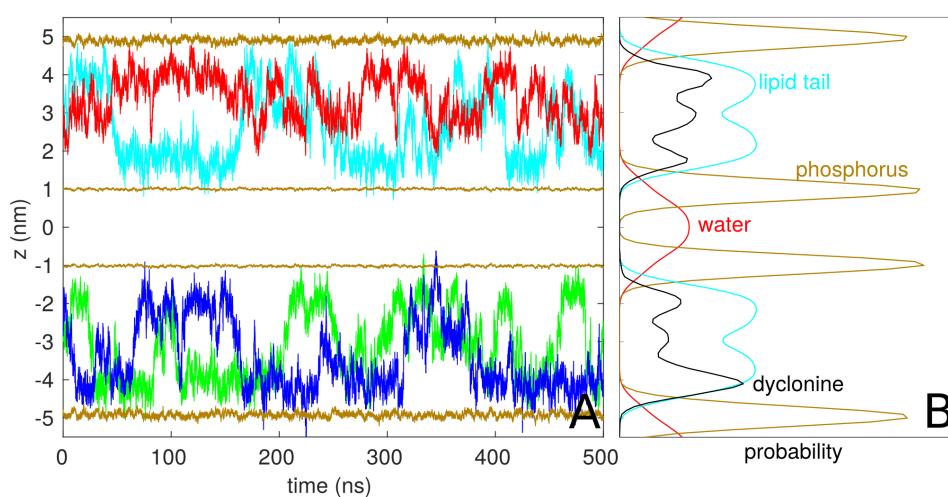 5
4
3
2
1
0
-1
-2
-3
-4
-5
z (nm)
0
100
200
300
400
500
time (ns)
A
lipid tail
phosphorus
water
dyclonine
B
probability